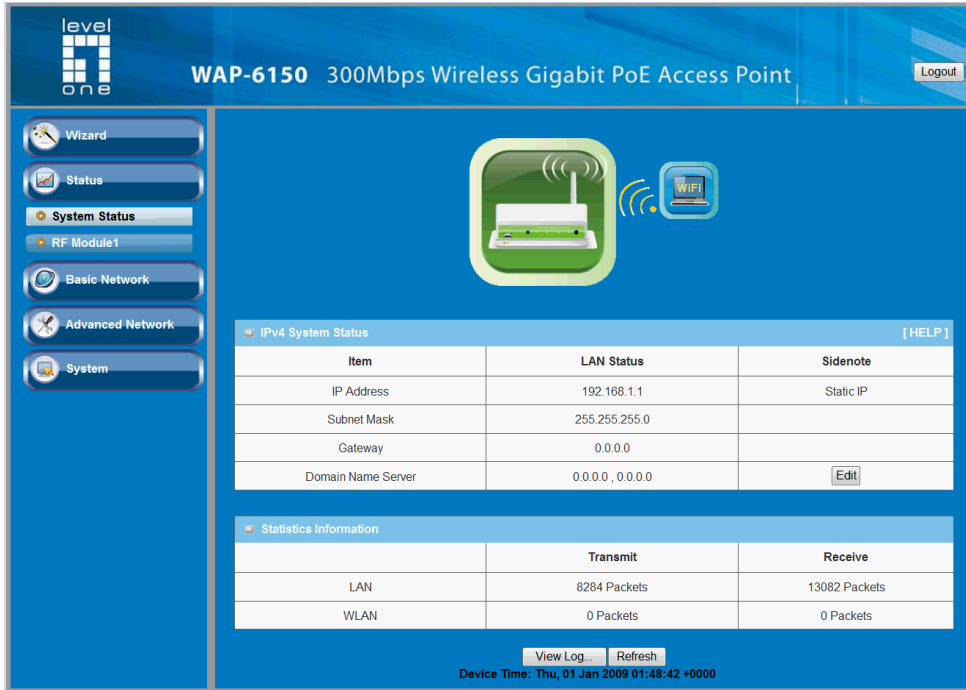 level
one
WAP-6150 300Mbps Wireless Gigabit PoE Access Point
Logout
Wizard
Status
System Status
RF Module1
Basic Network
Advanced Network
System
WiFi
IPv4 System Status [HELP]
Item LAN Status Sidenote
IP Address 192.168.1.1 Static IP
Subnet Mask 255.255.255.0
Gateway 0.0.0.0
Domain Name Server 0.0.0.0 , 0.0.0.0 Edit
Statistics Information
Transmit Receive
LAN 8284 Packets 13082 Packets
WLAN 0 Packets 0 Packets
View Log... Refresh
Device Time: Thu, 01 Jan 2009 01:48:42 +0000